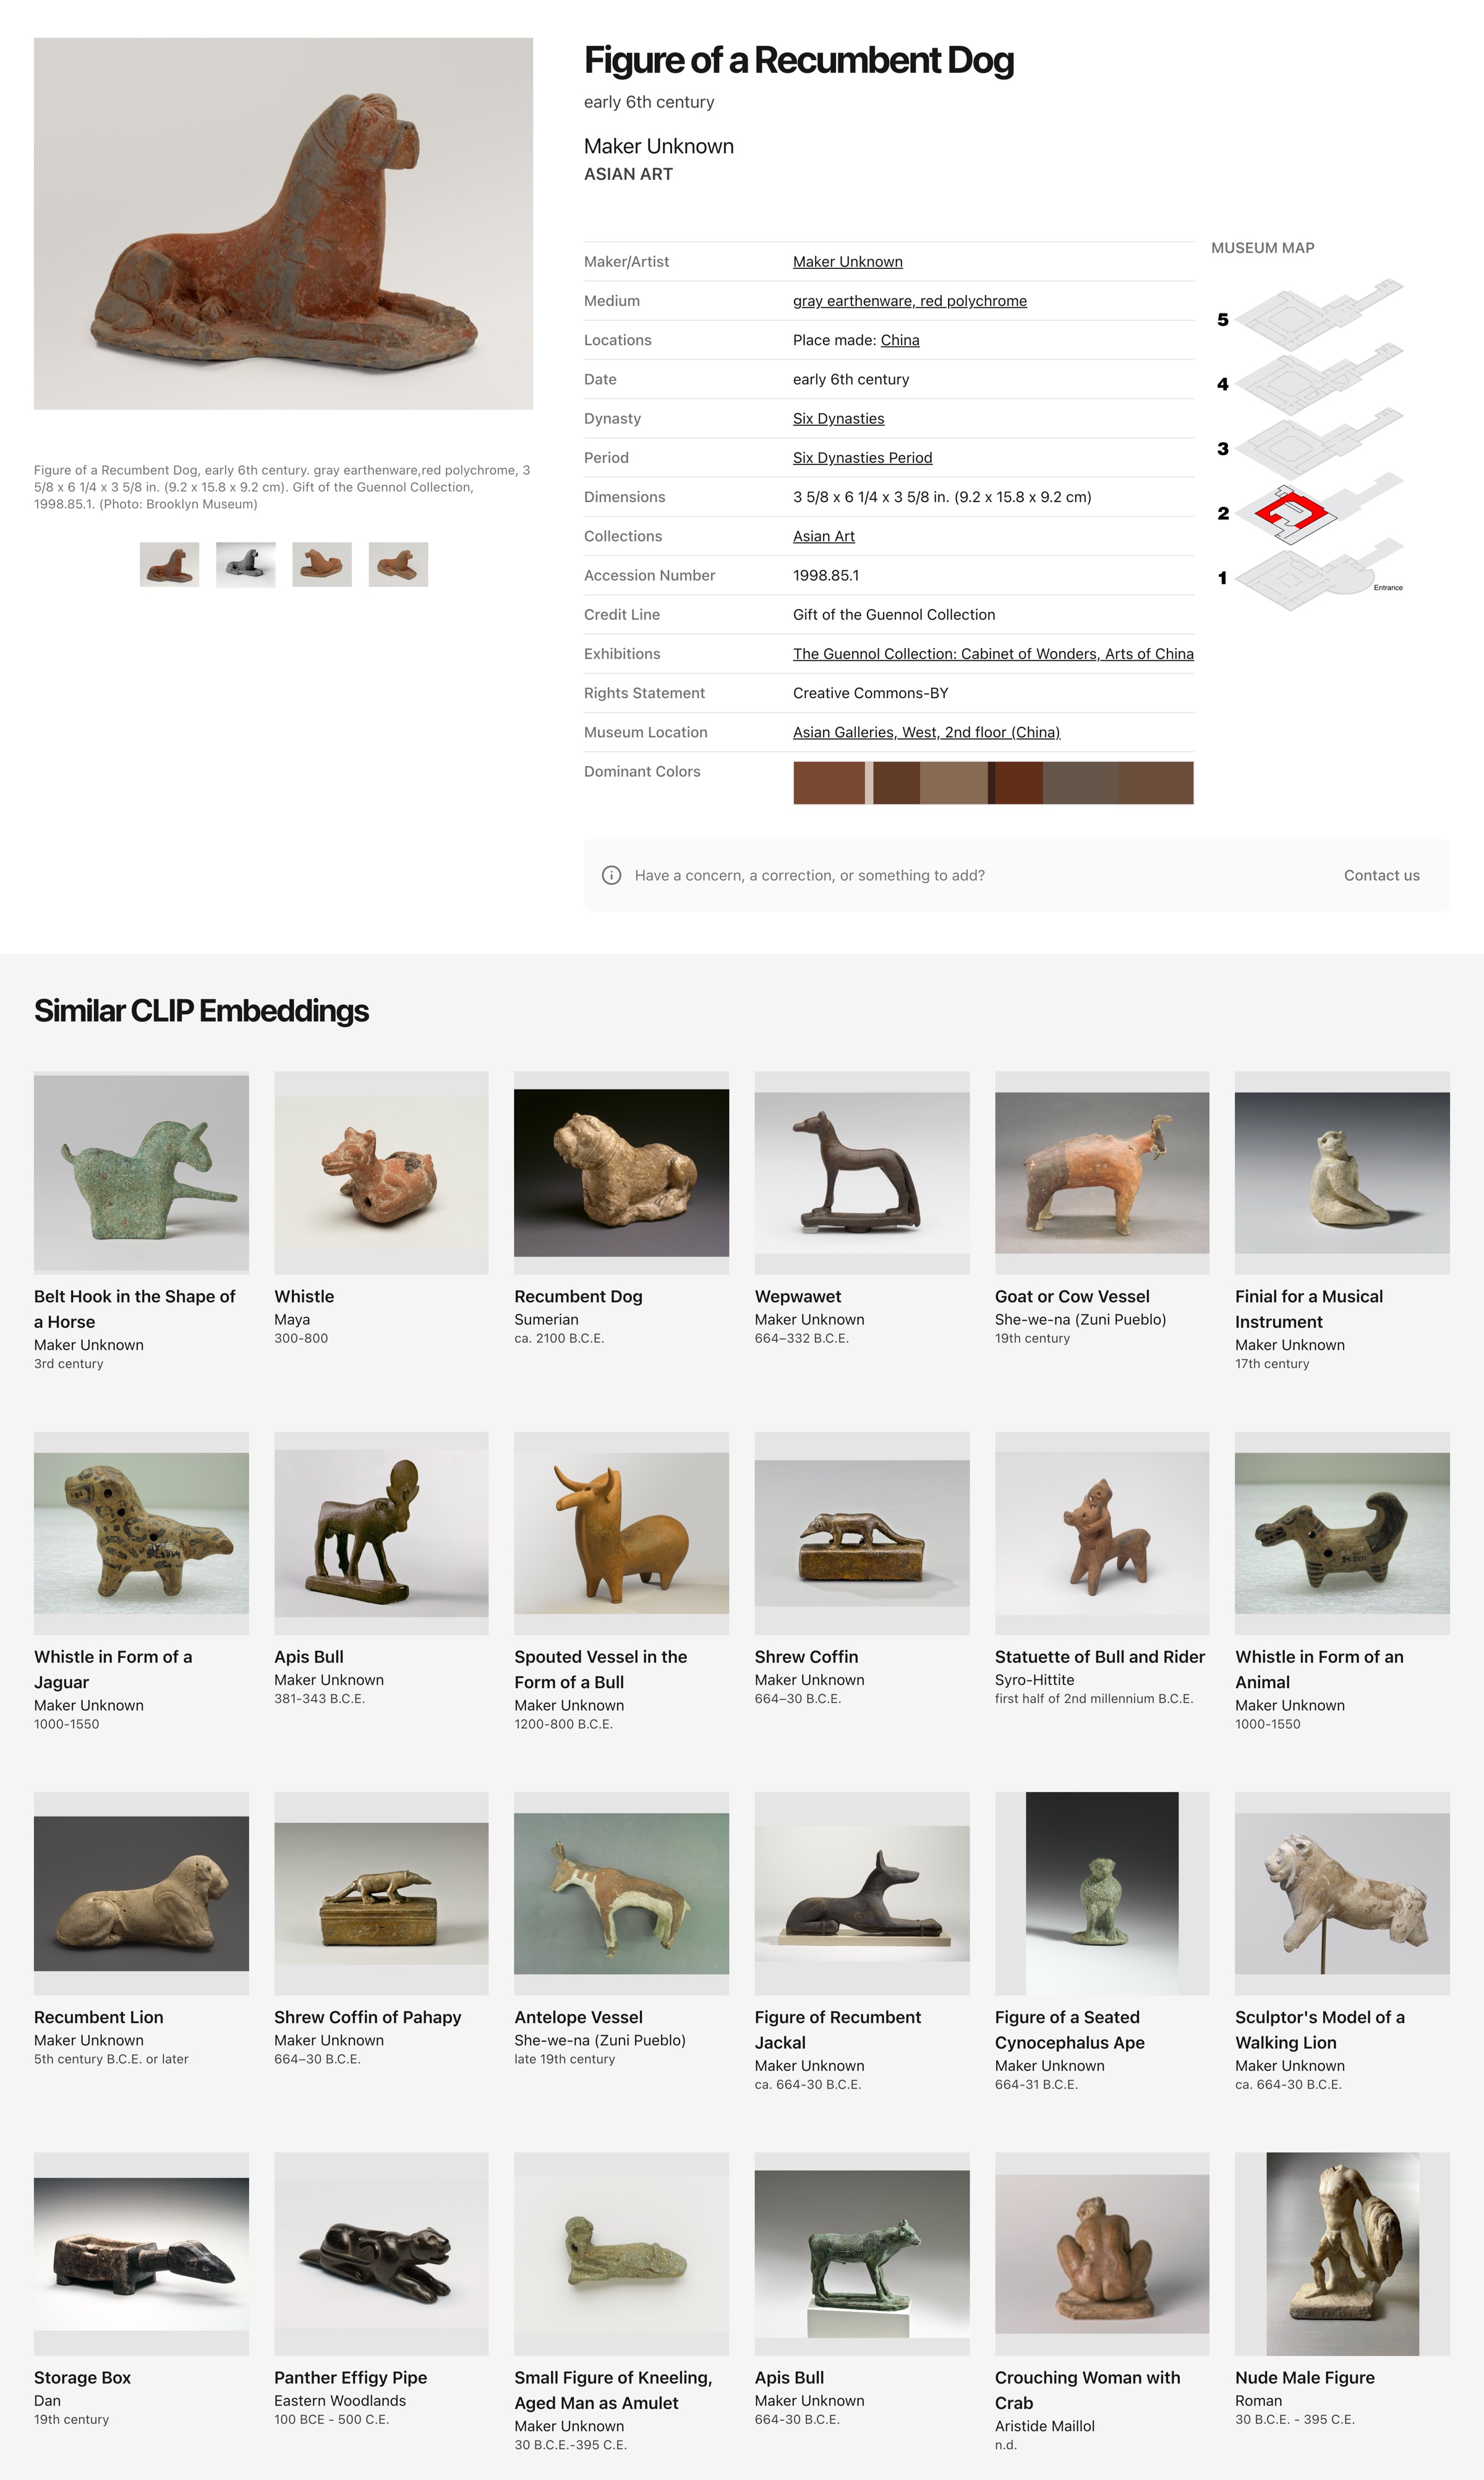 Figure of a Recumbent Dog
early 6th century
Maker Unknown
ASIAN ART
Maker/Artist
Maker Unknown
Medium
gray earthenware, red polychrome
Locations
Place made: China
Date
early 6th century
Dynasty
Six Dynasties
Period
Six Dynasties Period
Dimensions
3 5/8 x 6 1/4 x 3 5/8 in. (9.2 x 15.8 x 9.2 cm)
Collections
Asian Art
Accession Number
1998.85.1
Credit Line
Gift of the Guennol Collection
Exhibitions
The Guennol Collection: Cabinet of Wonders, Arts of China
Rights Statement
Creative Commons-BY
Museum Location
Asian Galleries, West, 2nd floor (China)
Dominant Colors
MUSEUM MAP
5
4
3
2
1
Entrance
Figure of a Recumbent Dog, early 6th century. gray earthenware,red polychrome, 3
5/8 x 6 1/4 x 3 5/8 in. (9.2 x 15.8 x 9.2 cm). Gift of the Guennol Collection,
1998.85.1. (Photo: Brooklyn Museum)
Have a concern, a correction, or something to add?
Contact us
Similar CLIP Embeddings
Belt Hook in the Shape of
a Horse
Maker Unknown
3rd century
Whistle
Maya
300-800
Recumbent Dog
Sumerian
ca. 2100 B.C.E.
Wepwawet
Maker Unknown
664–332 B.C.E.
Goat or Cow Vessel
She-we-na (Zuni Pueblo)
19th century
Finial for a Musical
Instrument
Maker Unknown
17th century
Whistle in Form of a
Jaguar
Maker Unknown
1000-1550
Apis Bull
Maker Unknown
381-343 B.C.E.
Spouted Vessel in the
Form of a Bull
Maker Unknown
1200-800 B.C.E.
Shrew Coffin
Maker Unknown
664–30 B.C.E.
Statuette of Bull and Rider
Syro-Hittite
first half of 2nd millennium B.C.E.
Whistle in Form of an
Animal
Maker Unknown
1000-1550
Recumbent Lion
Maker Unknown
5th century B.C.E. or later
Shrew Coffin of Pahapy
Maker Unknown
664–30 B.C.E.
Antelope Vessel
She-we-na (Zuni Pueblo)
late 19th century
Figure of Recumbent
Jackal
Maker Unknown
ca. 664-30 B.C.E.
Figure of a Seated
Cynocephalus Ape
Maker Unknown
664-31 B.C.E.
Sculptor's Model of a
Walking Lion
Maker Unknown
ca. 664-30 B.C.E.
Storage Box
Dan
19th century
Panther Effigy Pipe
Eastern Woodlands
100 BCE - 500 C.E.
Small Figure of Kneeling,
Aged Man as Amulet
Maker Unknown
30 B.C.E.-395 C.E.
Apis Bull
Maker Unknown
664-30 B.C.E.
Crouching Woman with
Crab
Aristide Maillol
n.d.
Nude Male Figure
Roman
30 B.C.E. - 395 C.E.